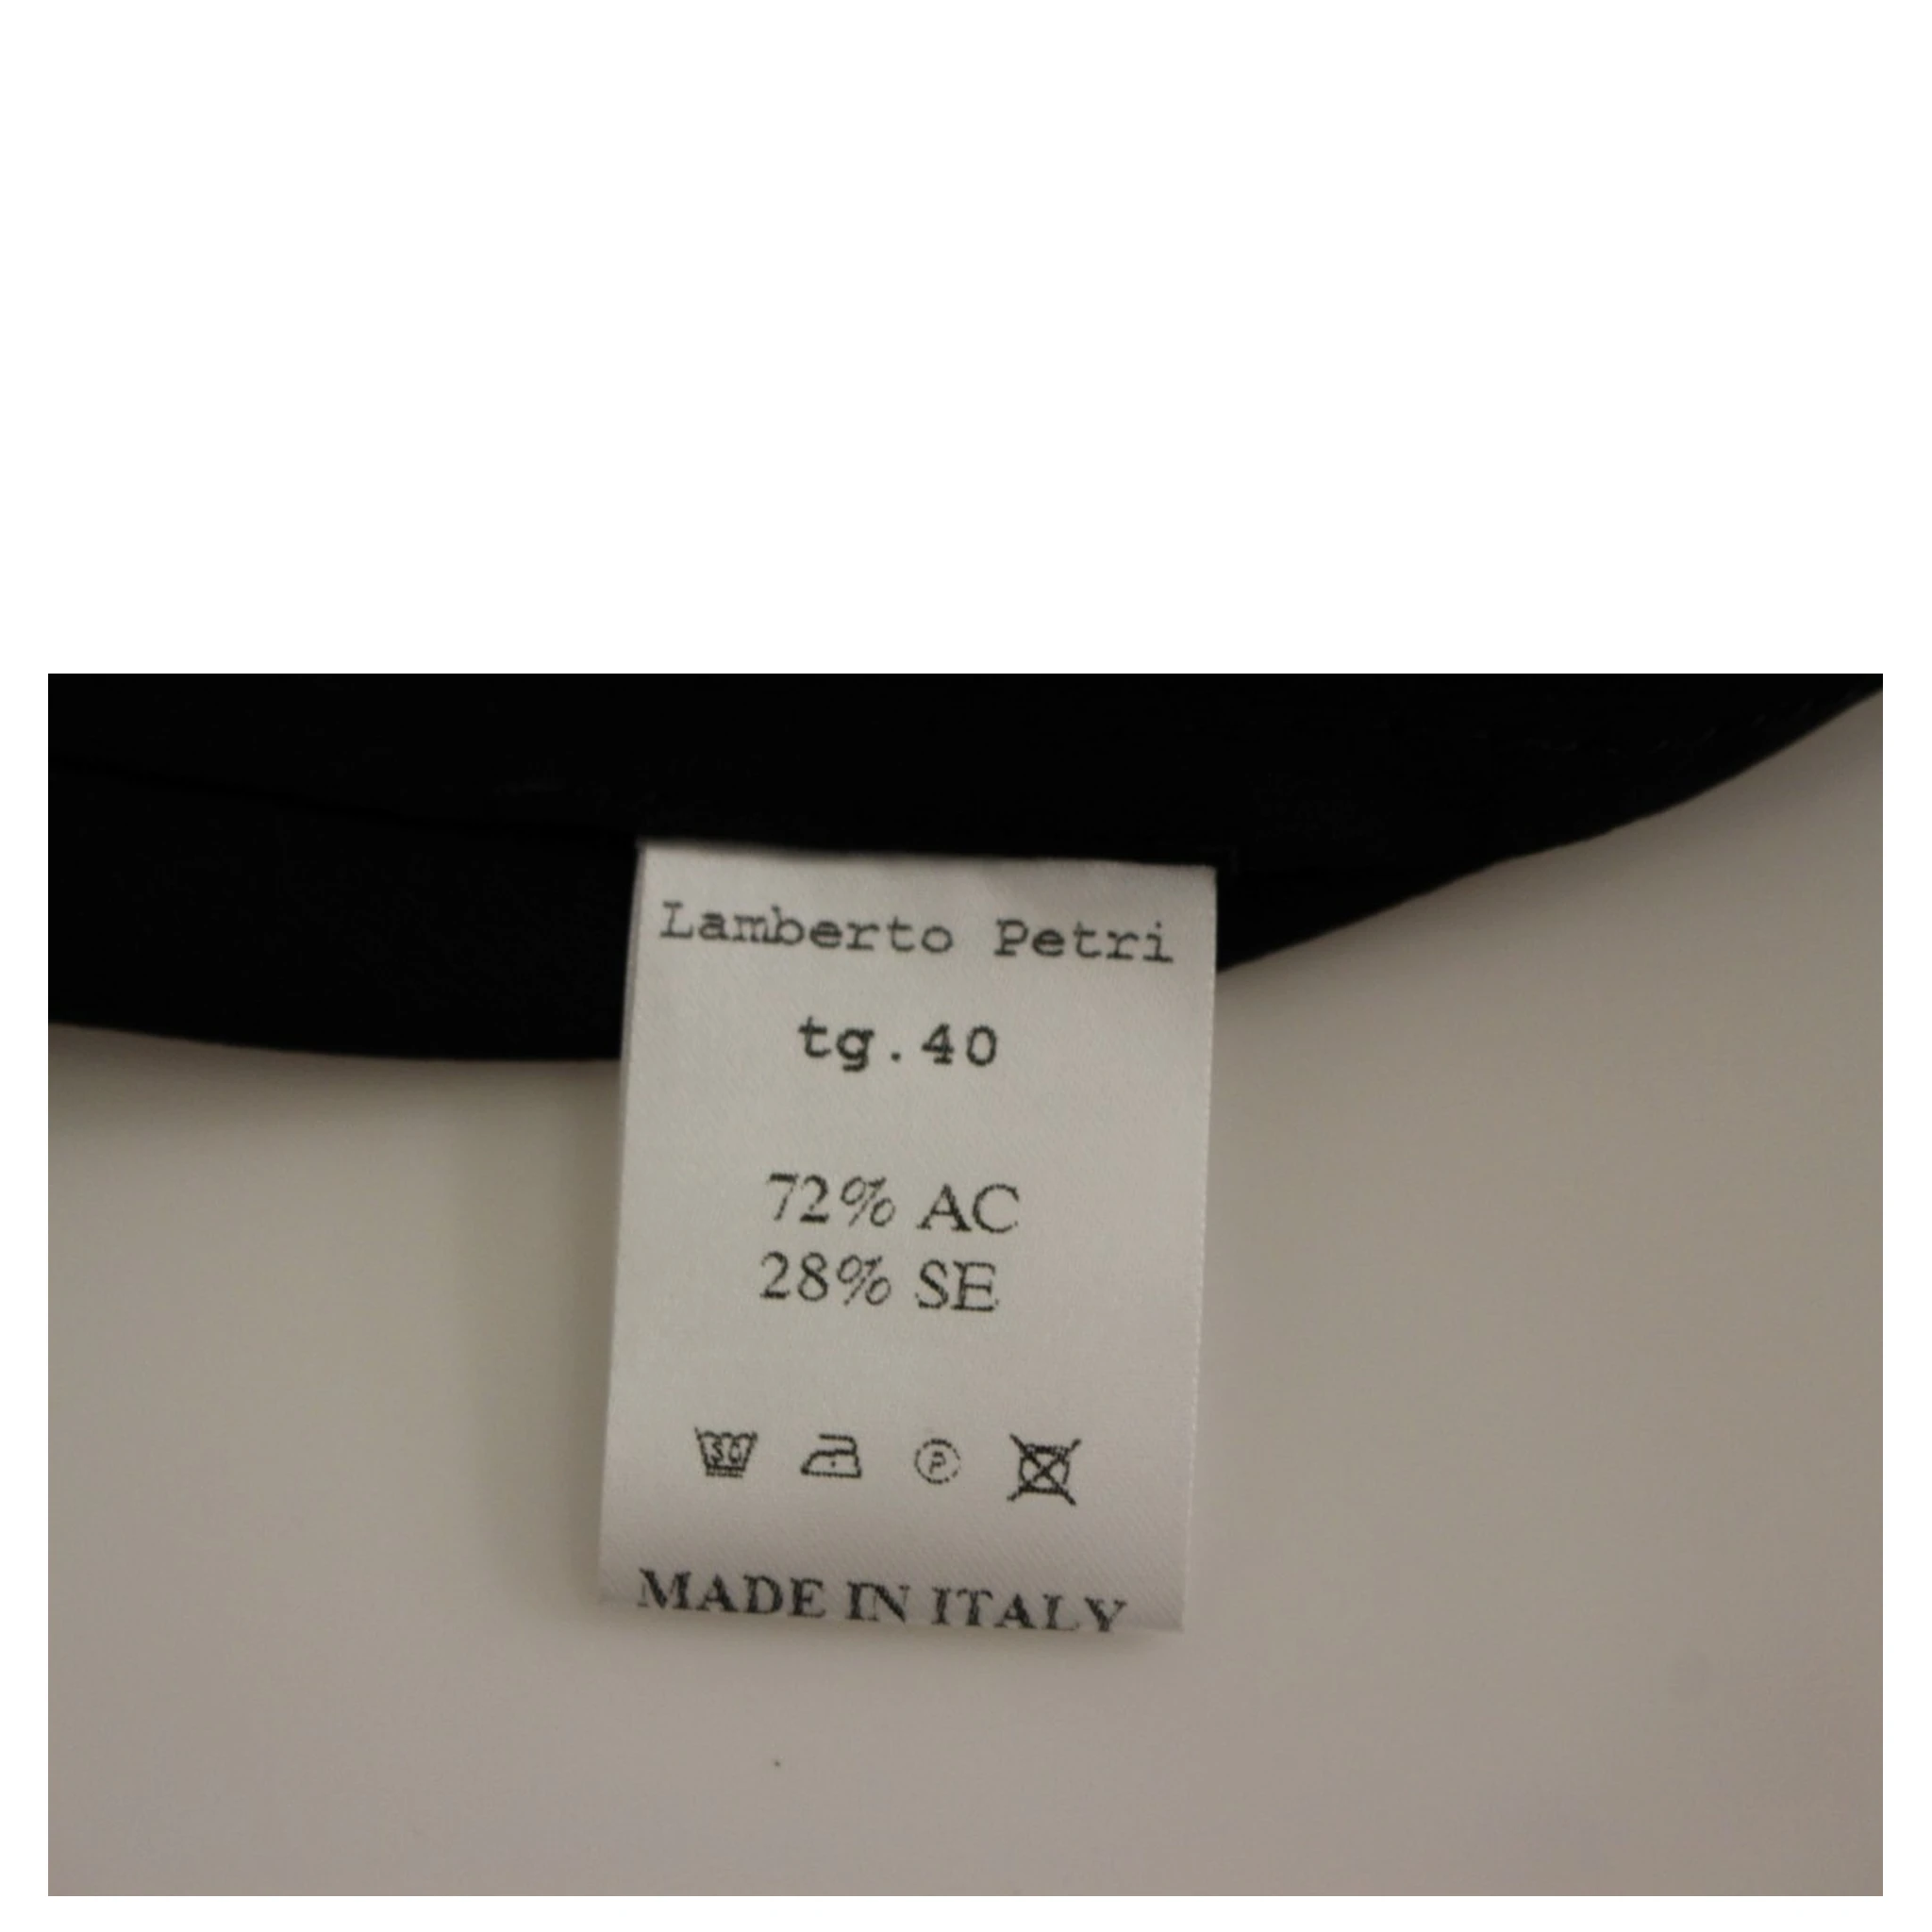 Lamberto Petri
tg.40
72% AC
28% SE
P
MADE IN ITALY